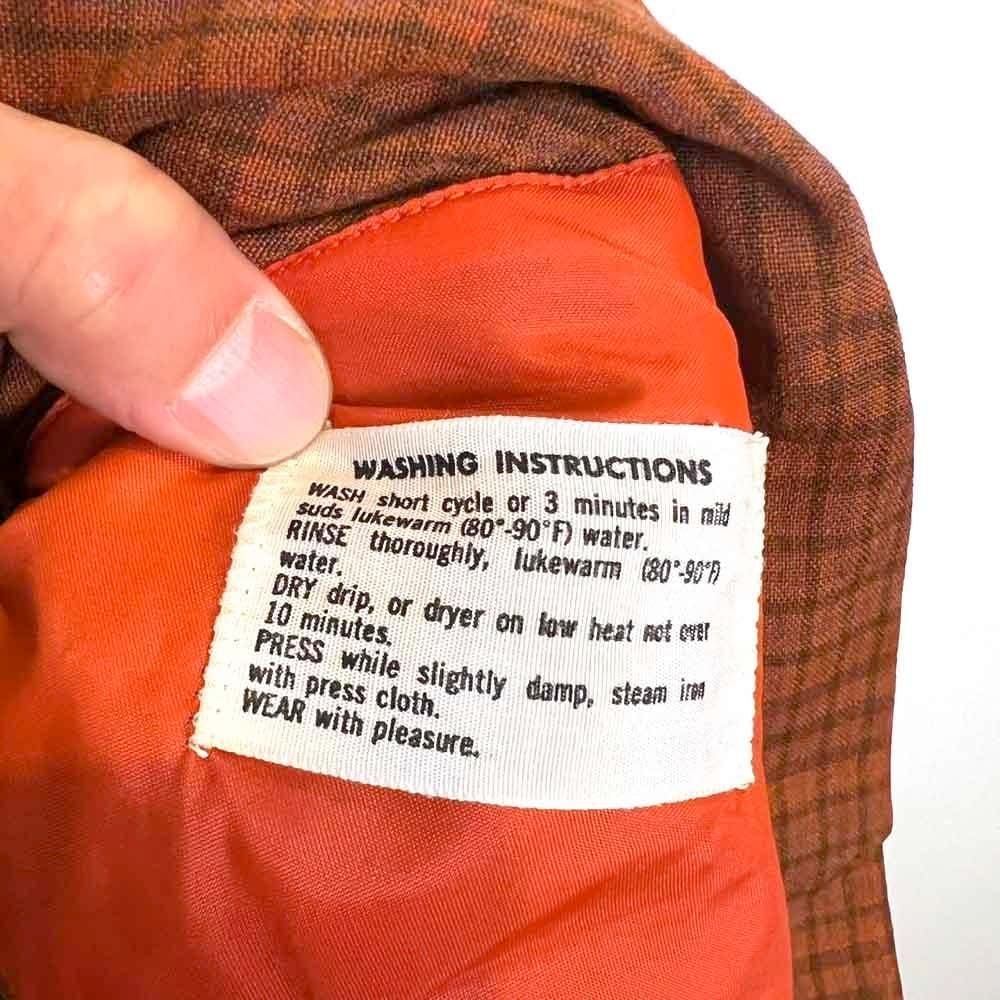 WASHING INSTRUCTIONS
WASH short cycle or 3 minutes in mild
suds lukewarm (80°-90°F) water.
RINSE thoroughly, lukewarm (80°-90°F)
water.
DRY drip, or dryer on low heat not over
10 minutes.
PRESS while slightly damp, steam iron
with press cloth.
WEAR with pleasure.